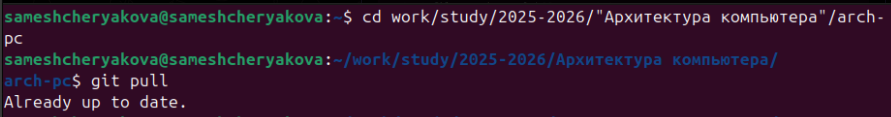 sameshcheryakova@sameshcheryakova:~$ cd work/study/2025-2026/"Архитектура компьютера"/arch-
pc
sameshcheryakova@sameshcheryakova:~/work/study/2025-2026/Архитектура компьютера/
arch-pc$ git pull
Already up to date.